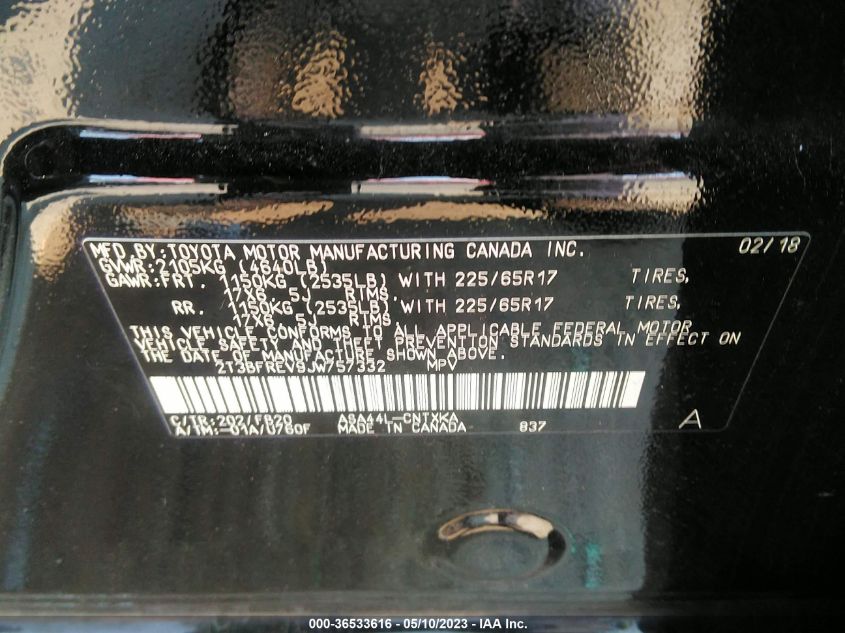 MFD BY:TOYOTA MOTOR MANUFACTURING CANADA INC. 02/18
GVWR:2105KG (4640LB)
GAWR:FRT. 1150KG (2535LB) WITH 225/65R17 TIRES,
17X6 5J RIMS,
RR. 1150KG (2535LB) WITH 225/65R17 TIRES,
17X6 5J RIMS
THIS VEHICLE CONFORMS TO ALL APPLICABLE FEDERAL MOTOR
VEHICLE SAFETY AND THEFT PREVENTION STANDARDS IN EFFECT ON
THE DATE OF MANUFACTURE SHOWN ABOVE.
2T3BFREV9JW757332 MPV
C/TR:202/FB20 ASA44L-CNTXKA
A/TM:-01A/U760F MADE IN CANADA 837 A
000-36533616 - 05/10/2023 - IAA Inc.